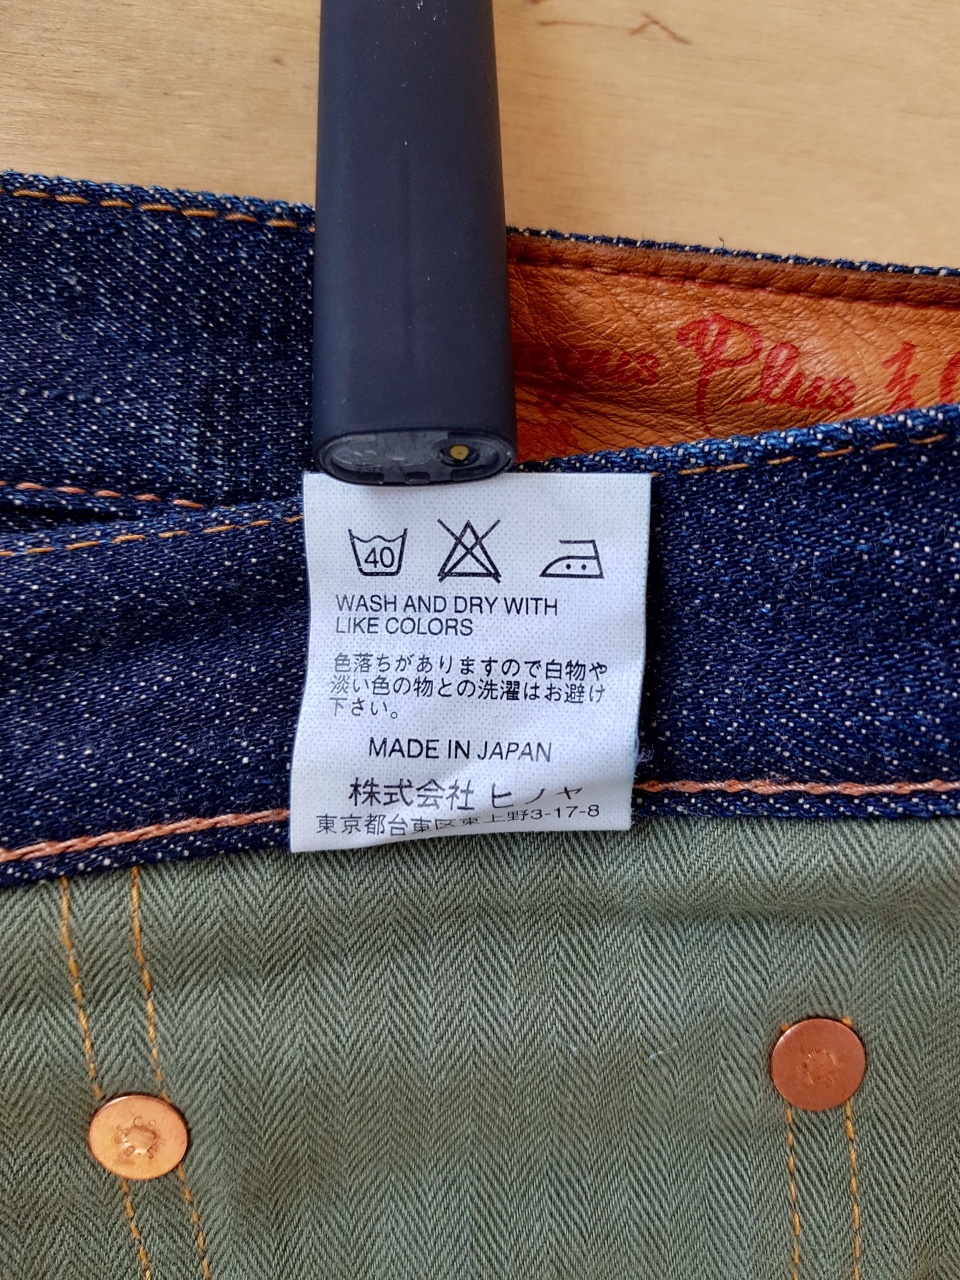 Plus
40
WASH AND DRY WITH
LIKE COLORS
色落ちがありますので白物や
淡い色の物との洗濯はお避け
下さい。
MADE IN JAPAN
株式会社 ヒノヤ
東京都台東区東上野3-17-8